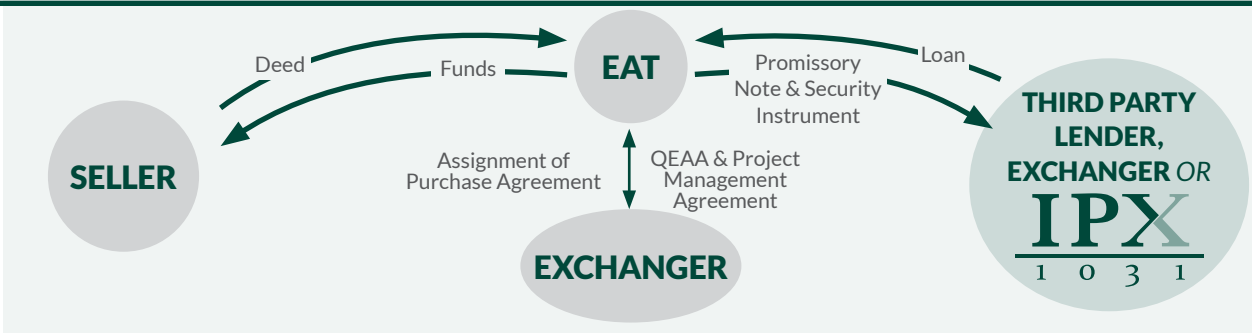 Deed
Funds
EAT
Promissory
Note & Security
Instrument
Loan
SELLER
THIRD PARTY
LENDER,
EXCHANGER OR
IPX
1 0 3 1
Assignment of
Purchase Agreement
QEAA & Project
Management
Agreement
EXCHANGER